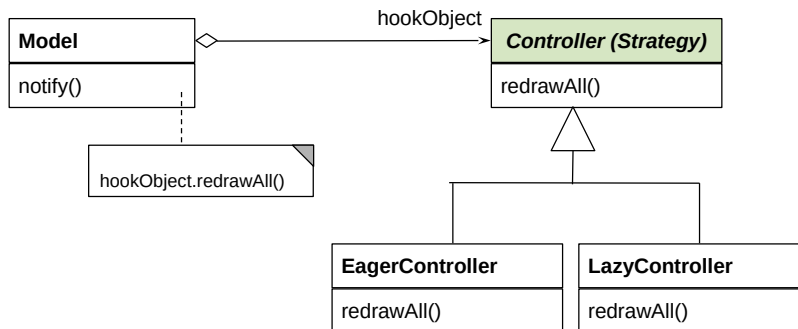 hookObject
Model
Controller (Strategy)
notify()
redrawAll()
hookObject.redrawAll()
EagerController
LazyController
redrawAll()
redrawAll()